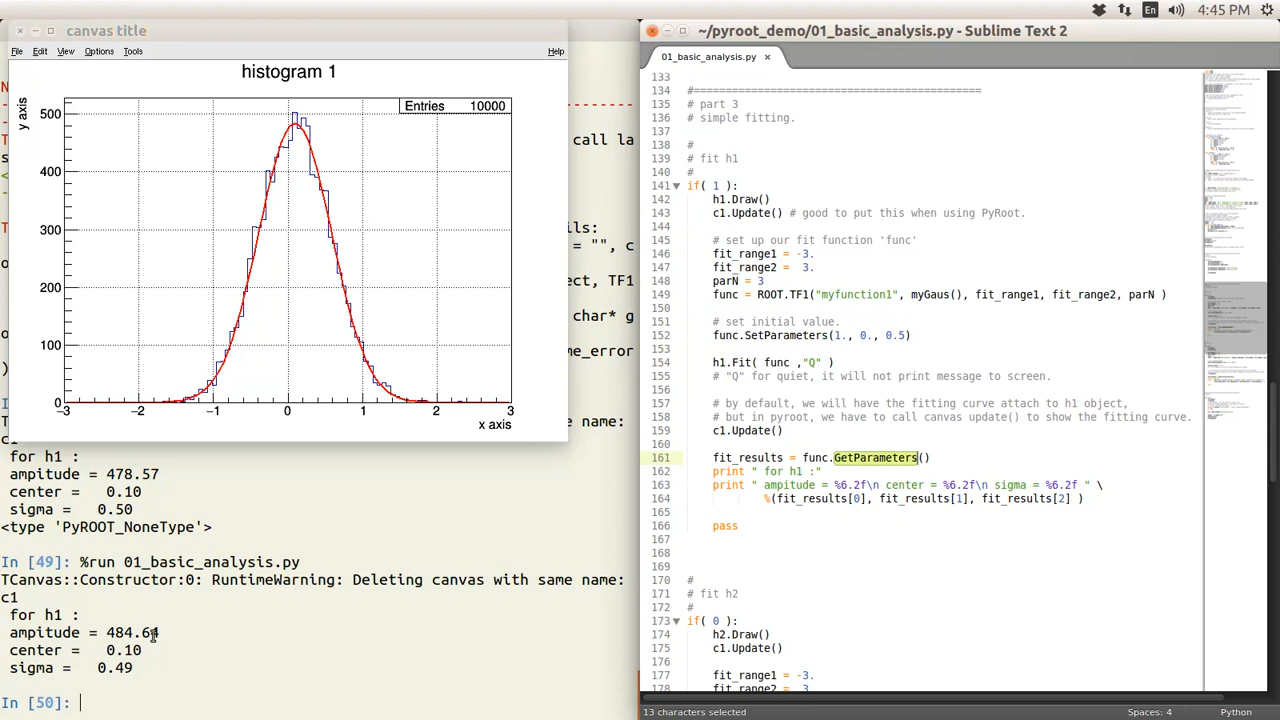 En
4:45 PM
canvas title
File Edit View Options Tools
Help
histogram 1
Entries 10000
y axis
500
400
300
200
100
0
-3 -2 -1 0 1 2 3
x axis
call la
ils:
= "", c
ect, TF1
char* g
me_error
name:
c1
for h1 :
ampitude = 478.57
center = 0.10
sigma = 0.50
<type 'PyROOT_NoneType'>
In [49]: %run 01_basic_analysis.py
TCanvas::Constructor:0: RuntimeWarning: Deleting canvas with same name:
c1
for h1 :
ampitude = 484.64
center = 0.10
sigma = 0.49
In [50]:
~/pyroot_demo/01_basic_analysis.py - Sublime Text 2
01_basic_analysis.py ×
133
134 #=============================================
135 # part 3
136 # simple fitting.
137
138 #
139 # fit h1
140 #
141 if( 1 ):
142 h1.Draw()
143 c1.Update() # good to put this when using PyRoot.
144
145 # set up our fit function 'func'
146 fit_range1 = -3.
147 fit_range2 = 3.
148 parN = 3
149 func = ROOT.TF1("myfunction1", myGaus(), fit_range1, fit_range2, parN )
150
151 # set initial value.
152 func.SetParameters(1., 0., 0.5)
153
154 h1.Fit( func ,"Q" )
155 # "Q" for quiet, it will not print message to screen.
156
157 # by default, we will have the fitting curve attach to h1 object,
158 # but in pyroot, we have to call canvas update() to show the fitting curve.
159 c1.Update()
160
161 fit_results = func.GetParameters()
162 print " for h1 :"
163 print " ampitude = %6.2f\n center = %6.2f\n sigma = %6.2f " \
164 %(fit_results[0], fit_results[1], fit_results[2] )
165
166 pass
167
168
169
170 #
171 # fit h2
172 #
173 if( 0 ):
174 h2.Draw()
175 c1.Update()
176
177 fit_range1 = -3.
178 fit_range2 = 3.
13 characters selected
Spaces: 4
Python